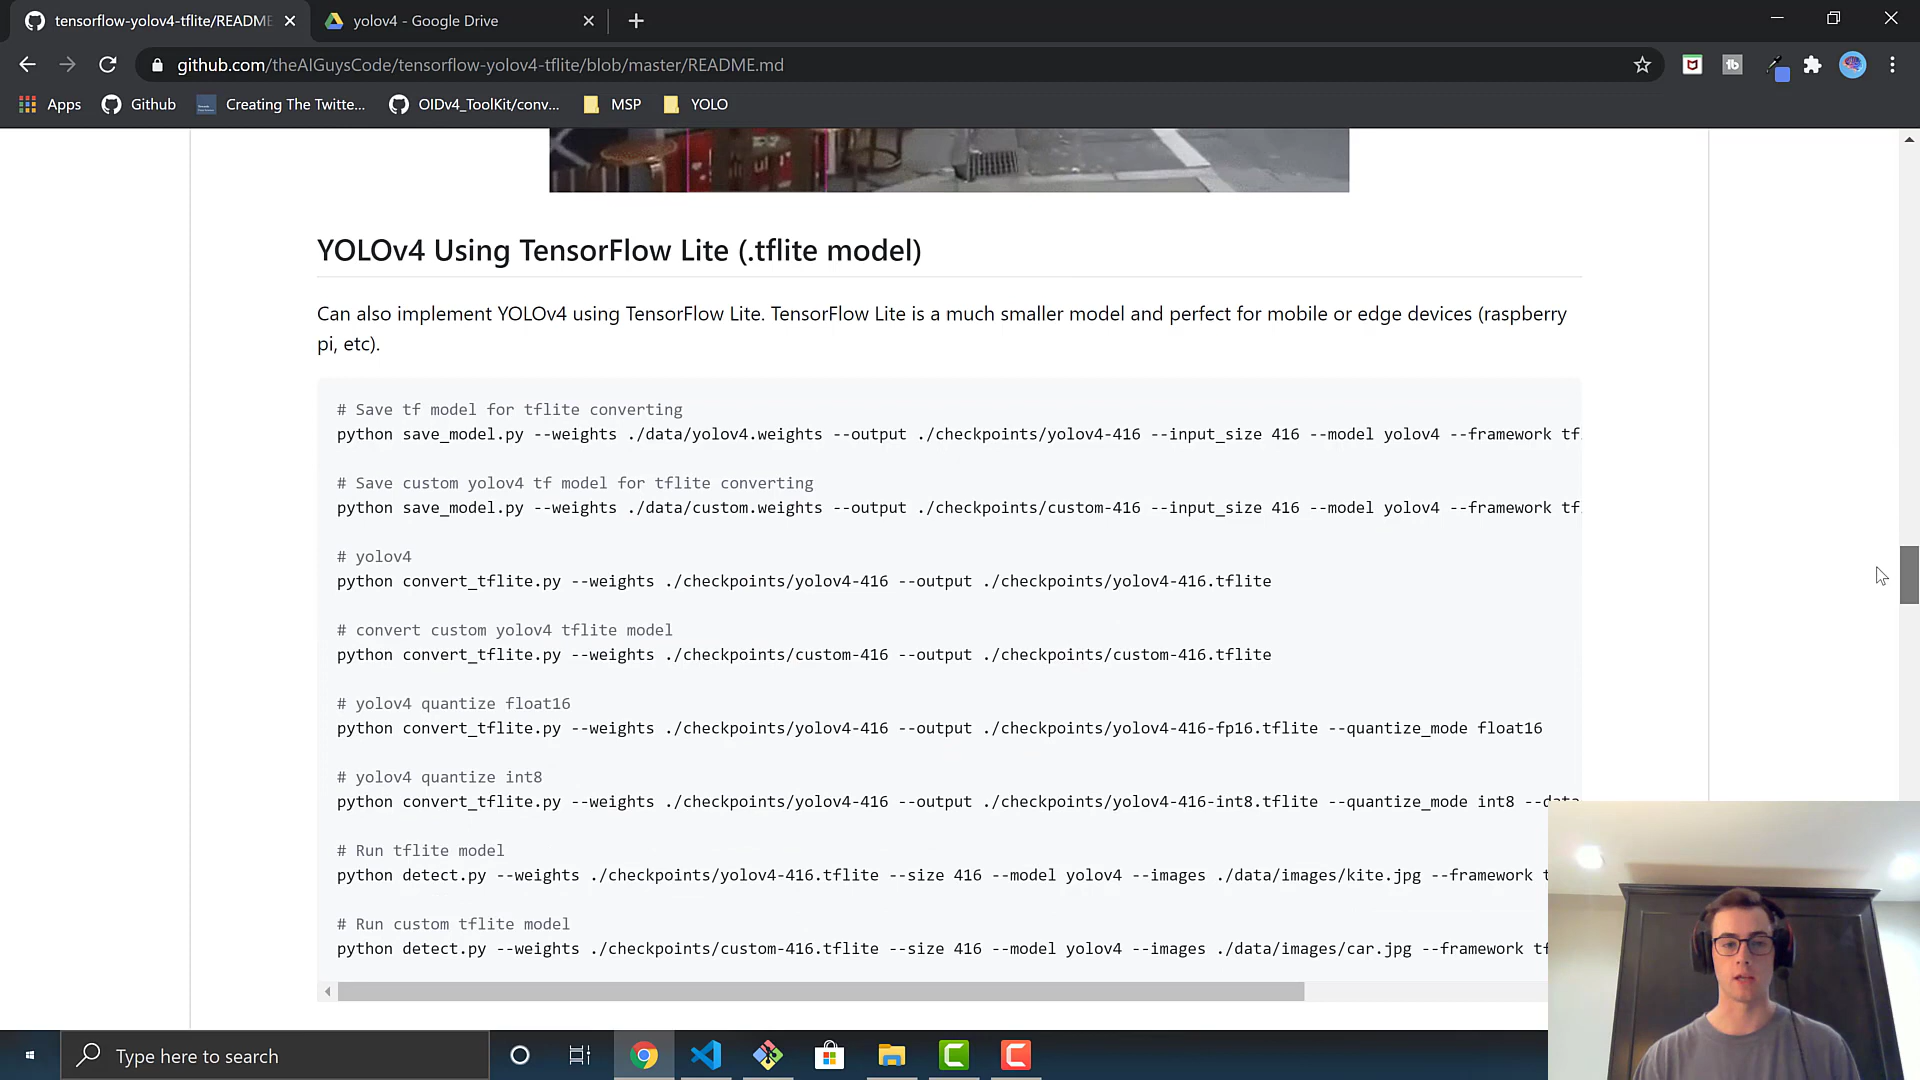 tensorflow-yolov4-tflite/README
yolov4 - Google Drive
github.com/theAIGuysCode/tensorflow-yolov4-tflite/blob/master/README.md
Apps
Github
Creating The Twitte...
OIDv4_ToolKit/conv...
MSP
YOLO
YOLOv4 Using TensorFlow Lite (.tflite model)
Can also implement YOLOv4 using TensorFlow Lite. TensorFlow Lite is a much smaller model and perfect for mobile or edge devices (raspberry
pi, etc).
# Save tf model for tflite converting
python save_model.py --weights ./data/yolov4.weights --output ./checkpoints/yolov4-416 --input_size 416 --model yolov4 --framework tf
# Save custom yolov4 tf model for tflite converting
python save_model.py --weights ./data/custom.weights --output ./checkpoints/custom-416 --input_size 416 --model yolov4 --framework tf
# yolov4
python convert_tflite.py --weights ./checkpoints/yolov4-416 --output ./checkpoints/yolov4-416.tflite
# convert custom yolov4 tflite model
python convert_tflite.py --weights ./checkpoints/custom-416 --output ./checkpoints/custom-416.tflite
# yolov4 quantize float16
python convert_tflite.py --weights ./checkpoints/yolov4-416 --output ./checkpoints/yolov4-416-fp16.tflite --quantize_mode float16
# yolov4 quantize int8
python convert_tflite.py --weights ./checkpoints/yolov4-416 --output ./checkpoints/yolov4-416-int8.tflite --quantize_mode int8 --data
# Run tflite model
python detect.py --weights ./checkpoints/yolov4-416.tflite --size 416 --model yolov4 --images ./data/images/kite.jpg --framework t
# Run custom tflite model
python detect.py --weights ./checkpoints/custom-416.tflite --size 416 --model yolov4 --images ./data/images/car.jpg --framework tf
Type here to search